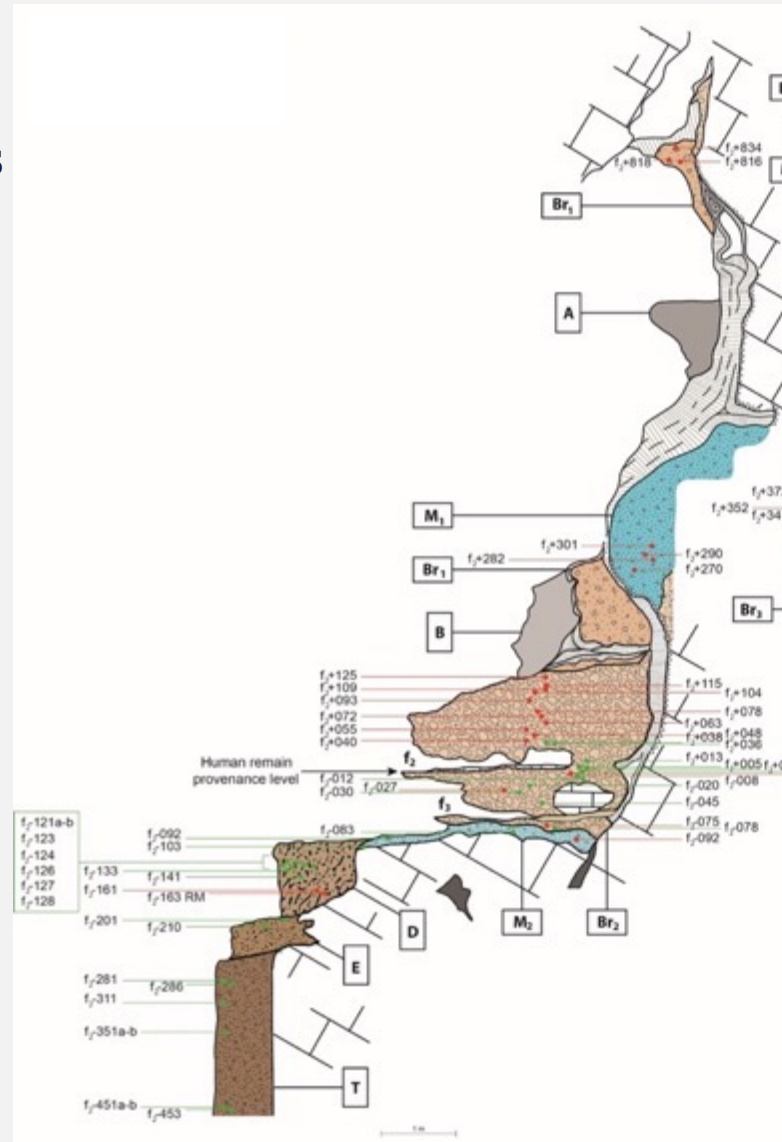 s
f₂+834
f₂+818
f₂+816
Br₅
A
M₁
f₂+352
f₂+301
f₂+282
f₂+290
f₂+270
Br₁
Br₃
B
f₂+125
f₂+109
f₂+093
f₂+072
f₂+055
f₂+040
f₂+115
f₂+104
f₂+078
f₂+063
f₂+048
f₂+038
f₂+036
f₂+013
f₂+005
f₂-008
f₂-020
f₂-045
f₂-075
f₂-078
f₂-092
Human remain
provenance level
f₂
f₂-012
f₂-030
f₂-027
f₃
f₂-083
f₂-121a-b
f₂-123
f₂-124
f₂-126
f₂-127
f₂-128
f₂-092
f₂-103
f₂-133
f₂-141
f₂-161
f₂-163 RM
f₂-201
f₂-210
D
M₂
Br₂
E
f₂-281
f₂-286
f₂-311
f₂-351a-b
T
f₂-451a-b
f₂-453
1 m